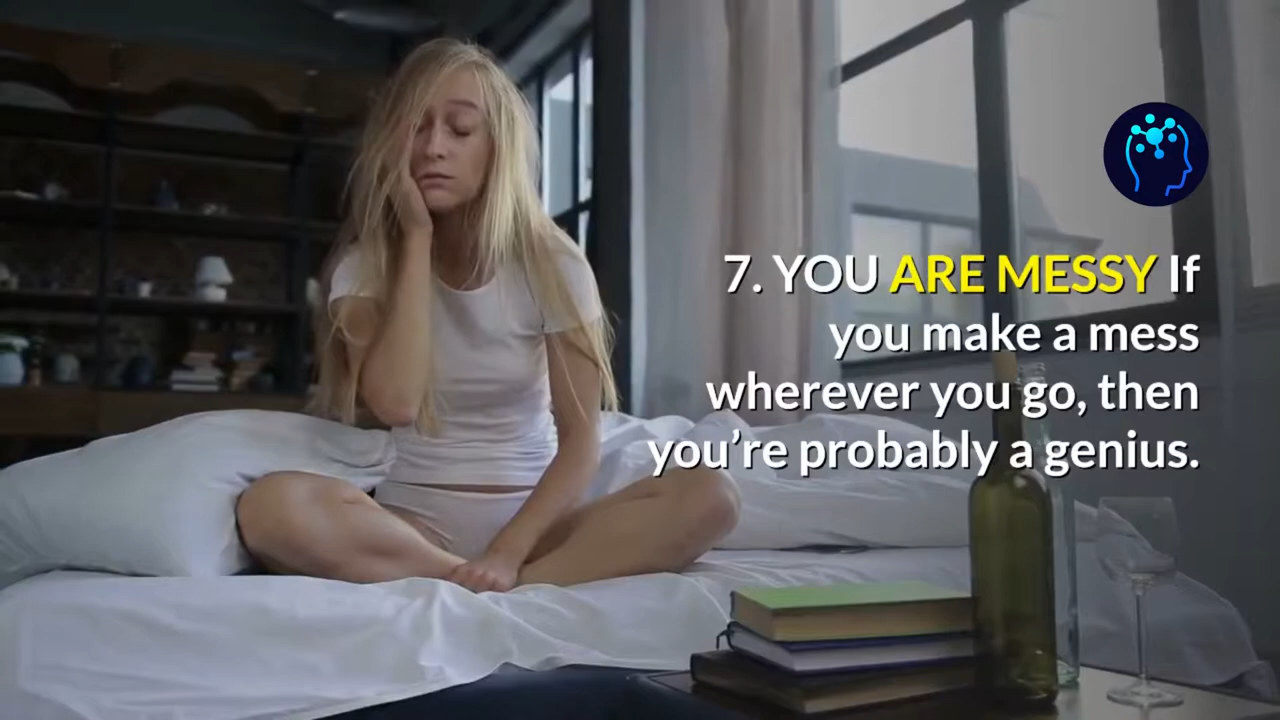 7. YOU ARE MESSY If
you make a mess
wherever you go, then
you’re probably a genius.